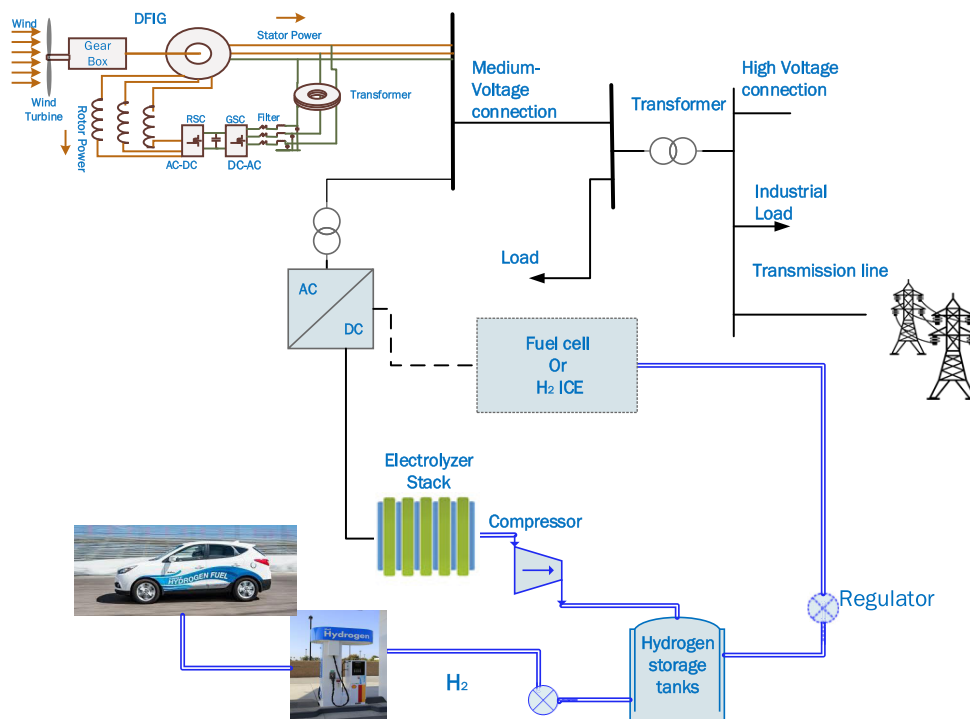 Wind
DFIG
Stator Power
Gear
Box
Wind
Turbine
Rotor Power
RSC
GSC
Filter
AC-DC
DC-AC
Transformer
Medium-
Voltage
connection
Transformer
High Voltage
connection
Industrial
Load
Load
Transmission line
AC
DC
Fuel cell
Or
H₂ ICE
Electrolyzer
Stack
Compressor
HYDROGEN FUEL
Hydrogen
H₂
Hydrogen
storage
tanks
Regulator